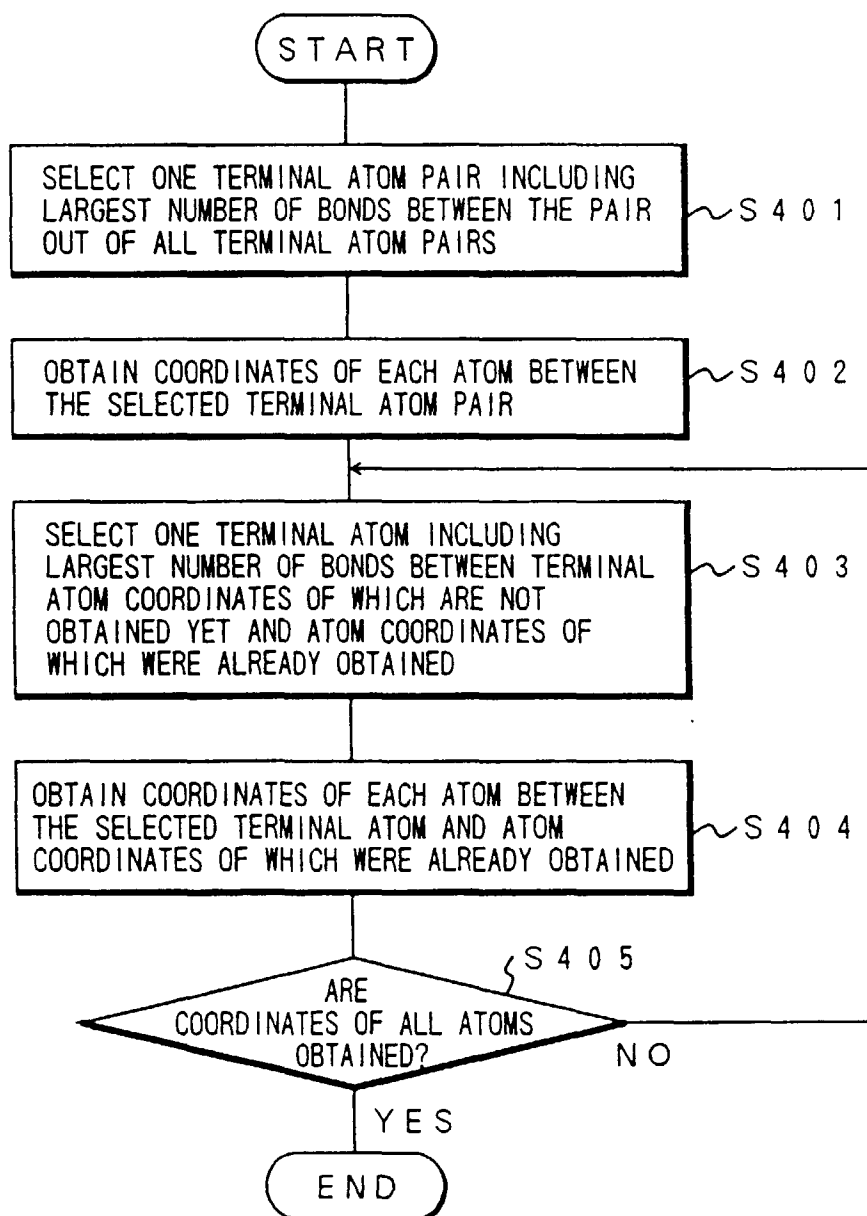 START
SELECT ONE TERMINAL ATOM PAIR INCLUDING
LARGEST NUMBER OF BONDS BETWEEN THE PAIR
OUT OF ALL TERMINAL ATOM PAIRS
S401
OBTAIN COORDINATES OF EACH ATOM BETWEEN
THE SELECTED TERMINAL ATOM PAIR
S402
SELECT ONE TERMINAL ATOM INCLUDING
LARGEST NUMBER OF BONDS BETWEEN TERMINAL
ATOM COORDINATES OF WHICH ARE NOT
OBTAINED YET AND ATOM COORDINATES OF
WHICH WERE ALREADY OBTAINED
S403
OBTAIN COORDINATES OF EACH ATOM BETWEEN
THE SELECTED TERMINAL ATOM AND ATOM
COORDINATES OF WHICH WERE ALREADY OBTAINED
S404
S405
ARE
COORDINATES OF ALL ATOMS
OBTAINED?
NO
YES
END